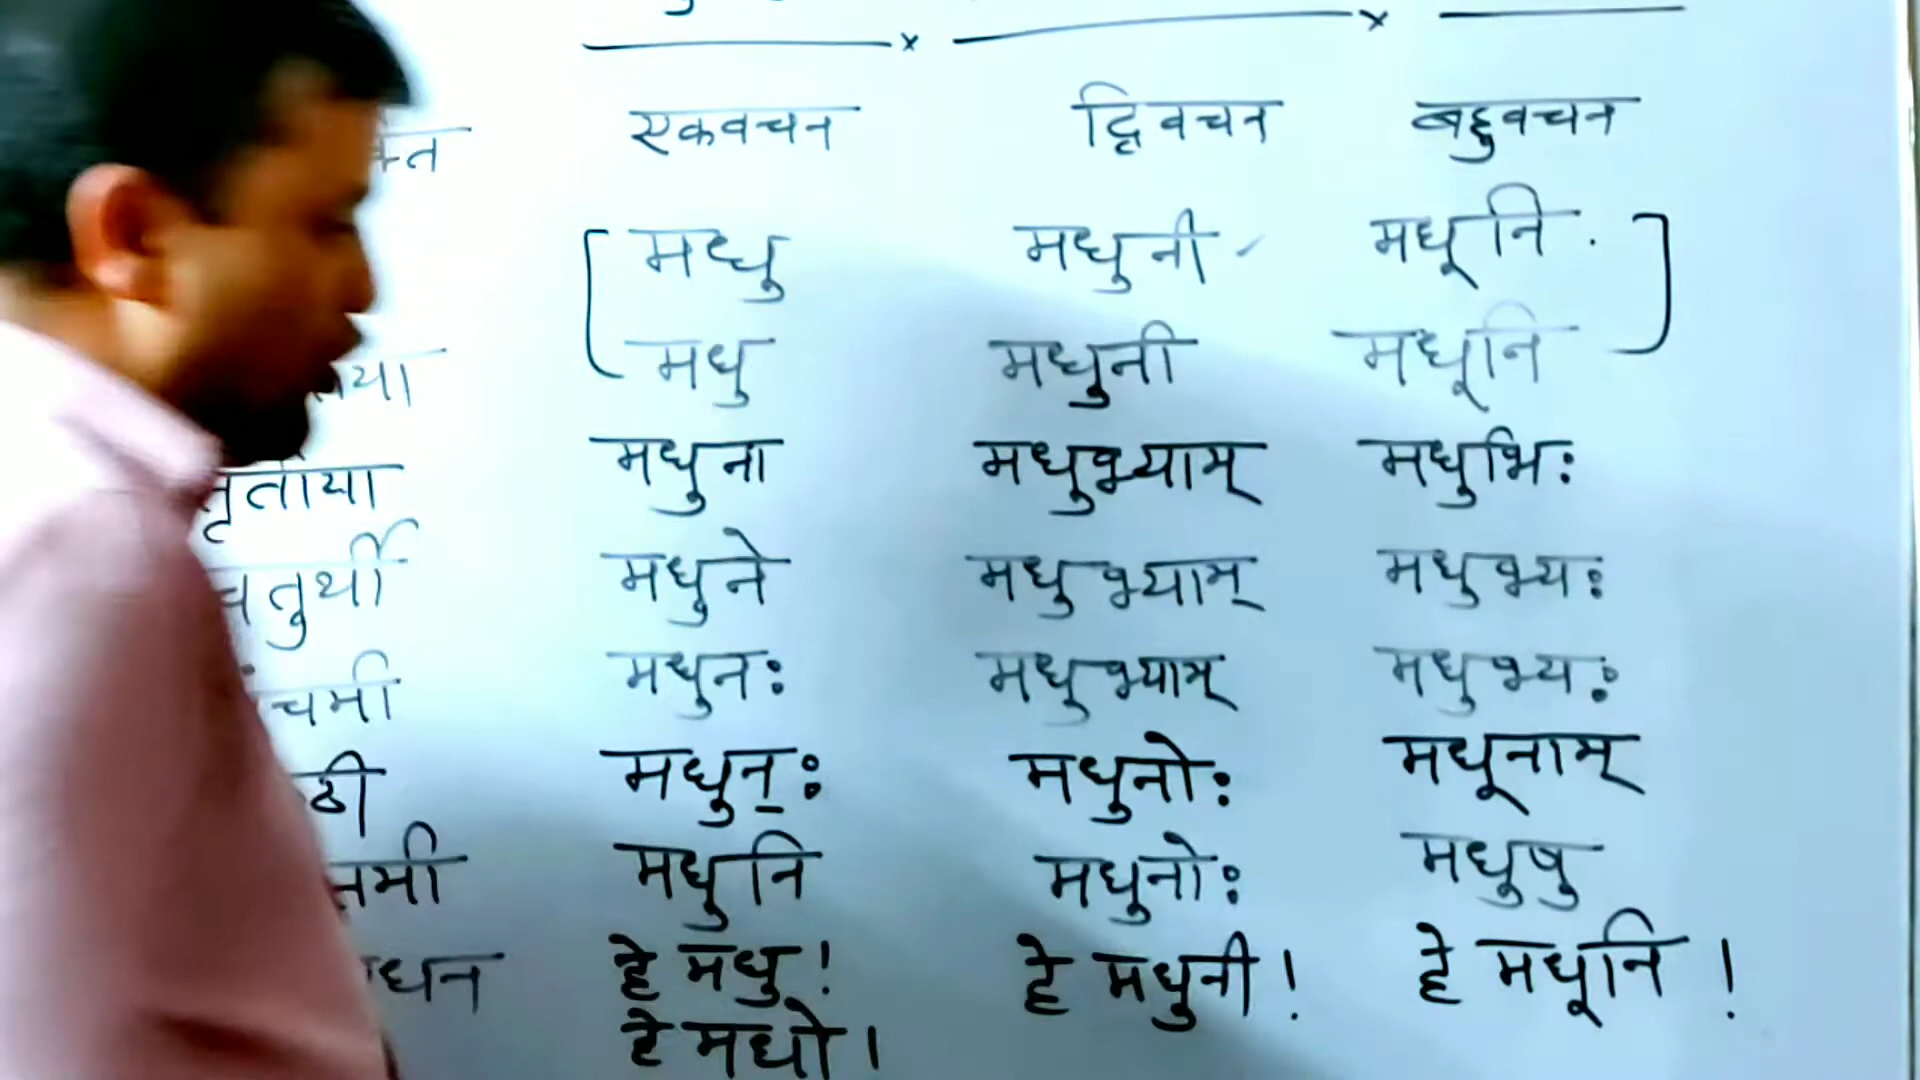 एकवचन द्विवचन बहुवचन
मधु मधुनी मधूनि
मधु मधुनी मधूनि
तृतीया मधुना मधुभ्याम् मधुभिः
चतुर्थी मधुने मधुभ्याम् मधुभ्यः
मधुनः मधुभ्याम् मधुभ्यः
मधुनः मधुनोः मधूनाम्
मधुनि मधुनोः मधुषु
हे मधु! हे मधुनी! हे मधूनि!
हे मधो।